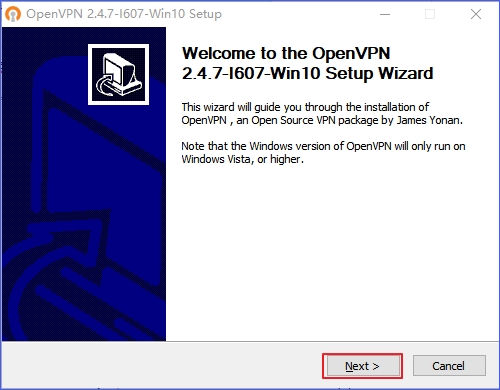 OpenVPN 2.4.7-I607-Win10 Setup
Welcome to the OpenVPN
2.4.7-I607-Win10 Setup Wizard
This wizard will guide you through the installation of
OpenVPN , an Open Source VPN package by James Yonan.
Note that the Windows version of OpenVPN will only run on
Windows Vista, or higher.
Next >
Cancel